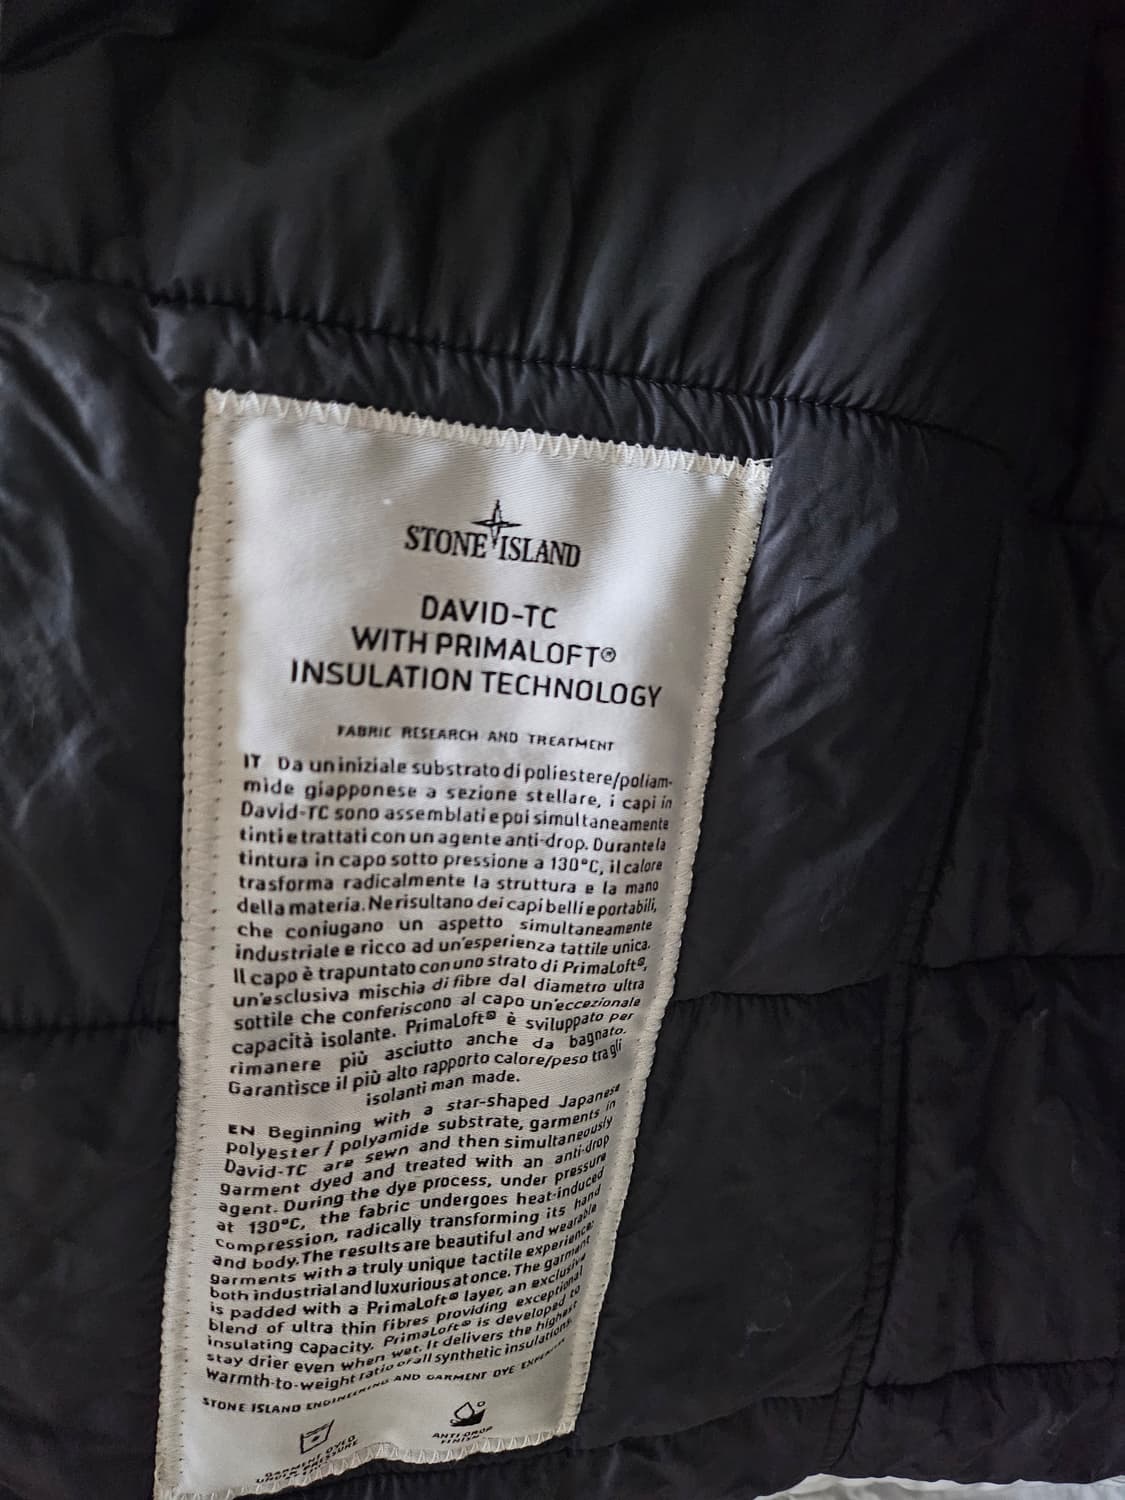 STONE ISLAND
DAVID-TC
WITH PRIMALOFT®
INSULATION TECHNOLOGY
FABRIC RESEARCH AND TREATMENT
IT Da un iniziale substrato di poliestere/poliam-
mide giapponese a sezione stellare, i capi in
David-TC sono assemblati e poi simultaneamente
tinti e trattati con un agente anti-drop. Durante la
tintura in capo sotto pressione a 130°C, il calore
trasforma radicalmente la struttura e la mano
della materia. Ne risultano dei capi belli e portabili,
che coniugano un aspetto simultaneamente
industriale e ricco ad un'esperienza tattile unica.
Il capo è trapuntato con uno strato di PrimaLoft®,
un'esclusiva mischia di fibre dal diametro ultra
sottile che conferiscono al capo un'eccezionale
capacità isolante. PrimaLoft® è sviluppato per
rimanere più asciutto anche da bagnato.
Garantisce il più alto rapporto calore/peso tra gli
isolanti man made.
EN Beginning with a star-shaped Japanese
polyester / polyamide substrate, garments in
David-TC are sewn and then simultaneously
garment dyed and treated with an anti-drop
agent. During the dye process, under pressure
at 130°C, the fabric undergoes heat-induced
compression, radically transforming its hand
and body. The results are beautiful and wearable
garments with a truly unique tactile experience:
both industrial and luxurious at once. The garment
is padded with a PrimaLoft® layer, an exclusive
blend of ultra thin fibres providing exceptional
insulating capacity. PrimaLoft® is developed to
stay drier even when wet. It delivers the highest
warmth-to-weight ratio of all synthetic insulations.
STONE ISLAND ENGINEERING AND GARMENT DYE EXPERTISE
GARMENT DYED
UNDER PRESSURE
ANTI DROP
FINISH